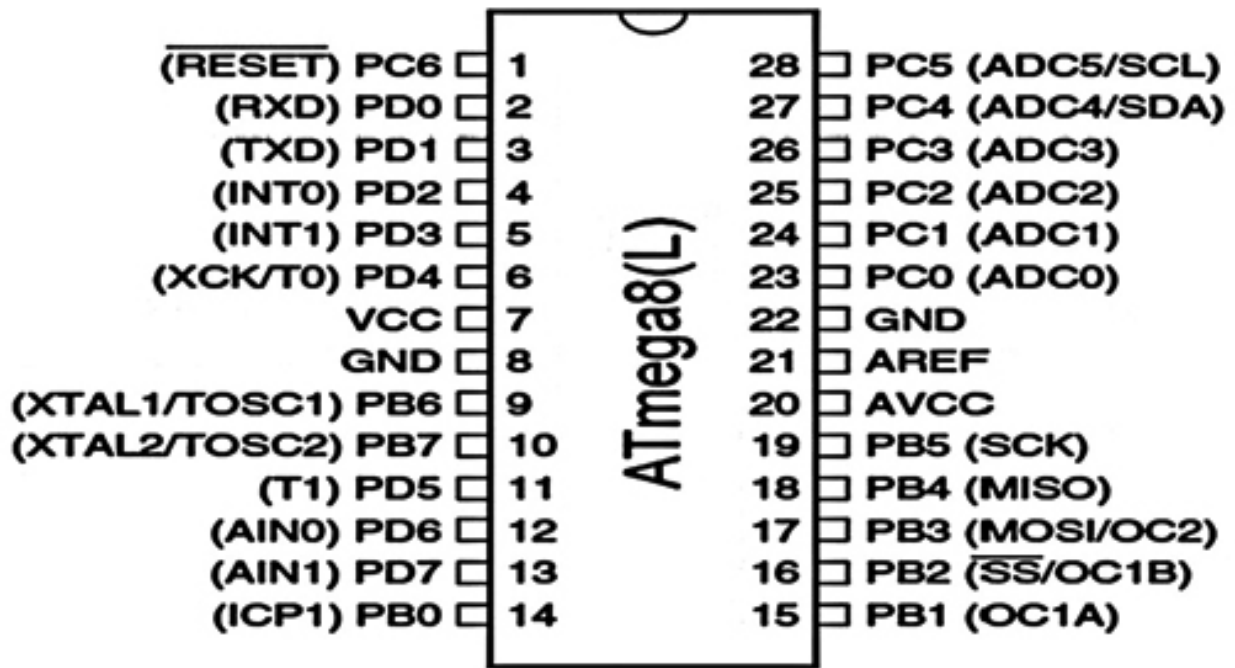 (RESET) PC6 1
(RXD) PD0 2
(TXD) PD1 3
(INT0) PD2 4
(INT1) PD3 5
(XCK/T0) PD4 6
VCC 7
GND 8
(XTAL1/TOSC1) PB6 9
(XTAL2/TOSC2) PB7 10
(T1) PD5 11
(AIN0) PD6 12
(AIN1) PD7 13
(ICP1) PB0 14
ATmega8(L)
28 PC5 (ADC5/SCL)
27 PC4 (ADC4/SDA)
26 PC3 (ADC3)
25 PC2 (ADC2)
24 PC1 (ADC1)
23 PC0 (ADC0)
22 GND
21 AREF
20 AVCC
19 PB5 (SCK)
18 PB4 (MISO)
17 PB3 (MOSI/OC2)
16 PB2 (SS/OC1B)
15 PB1 (OC1A)